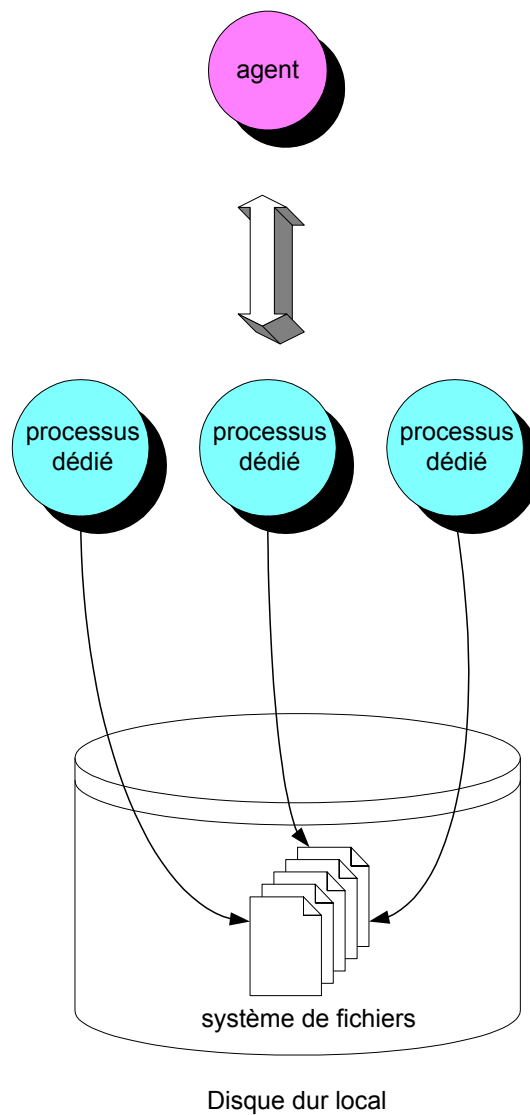 agent
processus
dédié
processus
dédié
processus
dédié
système de fichiers
Disque dur local